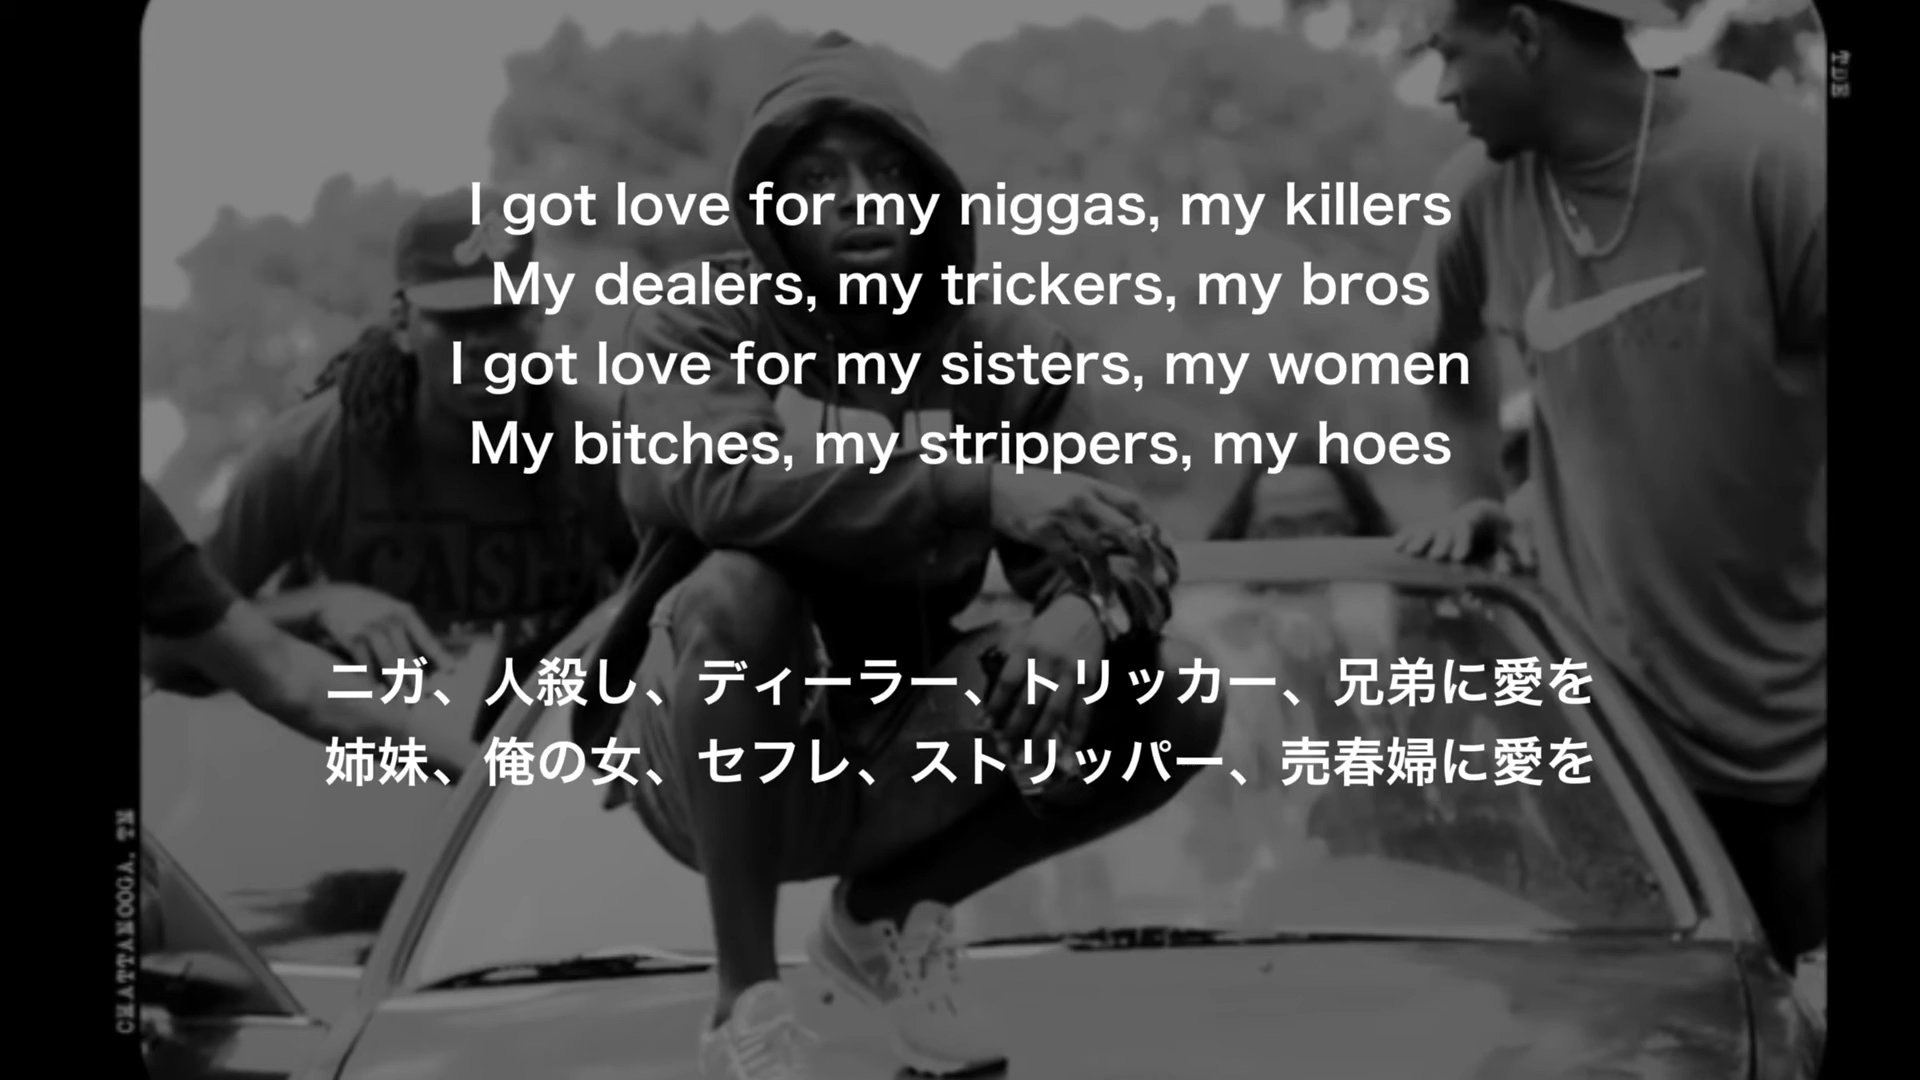 TDE
I got love for my niggas, my killers
My dealers, my trickers, my bros
I got love for my sisters, my women
My bitches, my strippers, my hoes
CASH
ニガ、人殺し、ディーラー、トリッカー、兄弟に愛を
姉妹、俺の女、セフレ、ストリッパー、売春婦に愛を
CHATTANOOGA, TN